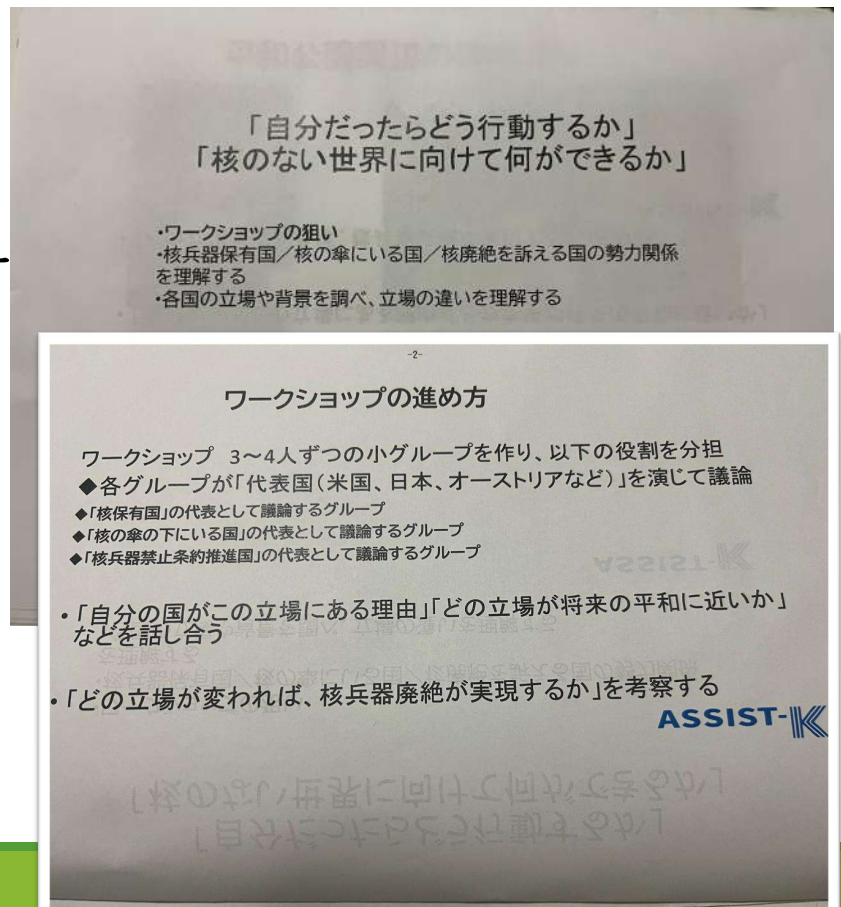 「自分だったらどう行動するか」
「核のない世界に向けて何ができるか」
・ワークショップの狙い
・核兵器保有国／核の傘にいる国／核廃絶を訴える国の勢力関係
を理解する
・各国の立場や背景を調べ、立場の違いを理解する
-2-
ワークショップの進め方
ワークショップ 3～4人ずつの小グループを作り、以下の役割を分担
◆各グループが「代表国（米国、日本、オーストリアなど）」を演じて議論
◆「核保有国」の代表として議論するグループ
◆「核の傘の下にいる国」の代表として議論するグループ
◆「核兵器禁止条約推進国」の代表として議論するグループ
・「自分の国がこの立場にある理由」「どの立場が将来の平和に近いか」
などを話し合う
・「どの立場が変われば、核兵器廃絶が実現するか」を考察する
ASSIST-K